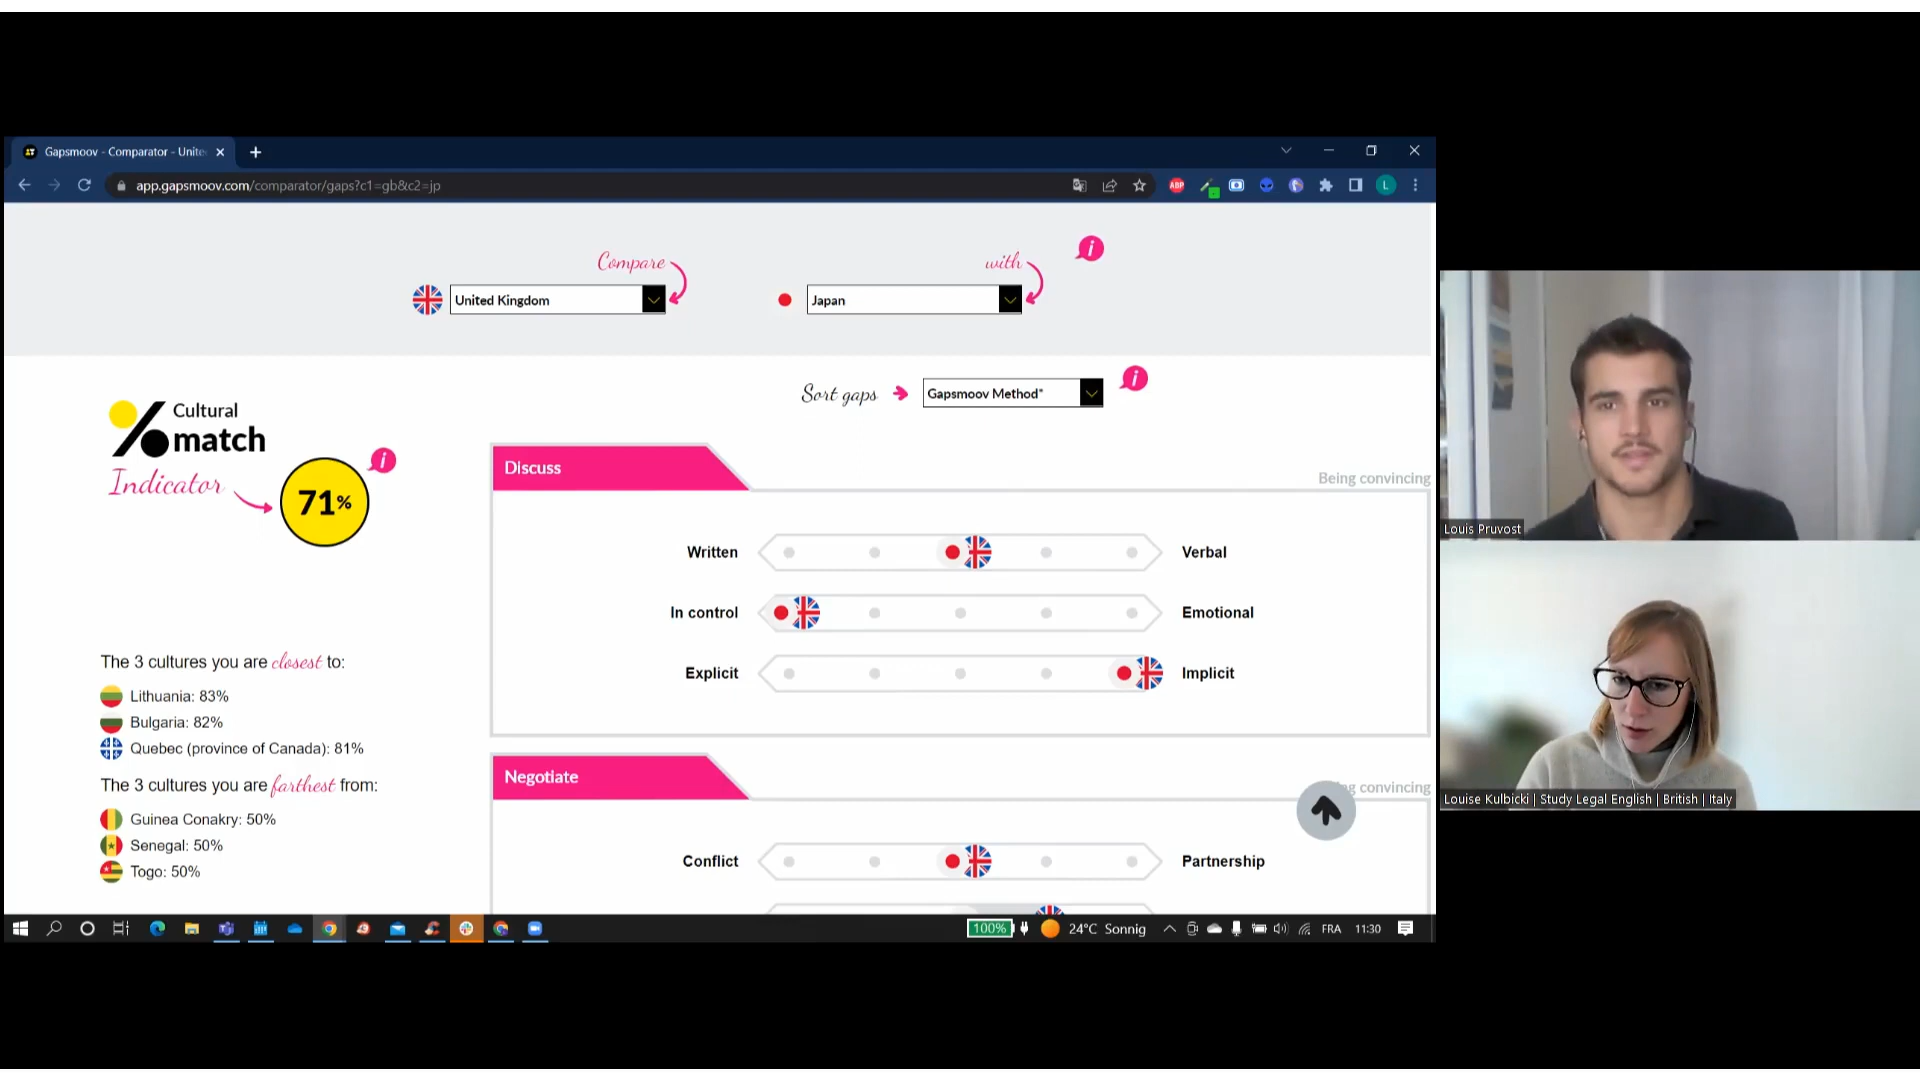 Gapsmoov - Comparator - Unite
app.gapsmoov.com/comparator/gaps?c1=gb&c2=jp
ABP
L
Compare
with
i
United Kingdom
Japan
Sort gaps
Gapsmoov Method*
i
Cultural
match
Indicator
i
71%
Discuss
Being convincing
Written
Verbal
In control
Emotional
Explicit
Implicit
The 3 cultures you are closest to:
Lithuania: 83%
Bulgaria: 82%
Quebec (province of Canada): 81%
The 3 cultures you are farthest from:
Guinea Conakry: 50%
Senegal: 50%
Togo: 50%
Negotiate
convincing
Conflict
Partnership
100%
24°C Sonnig
FRA
11:30
Louis Pruvost
Louise Kulbicki | Study Legal English | British | Italy